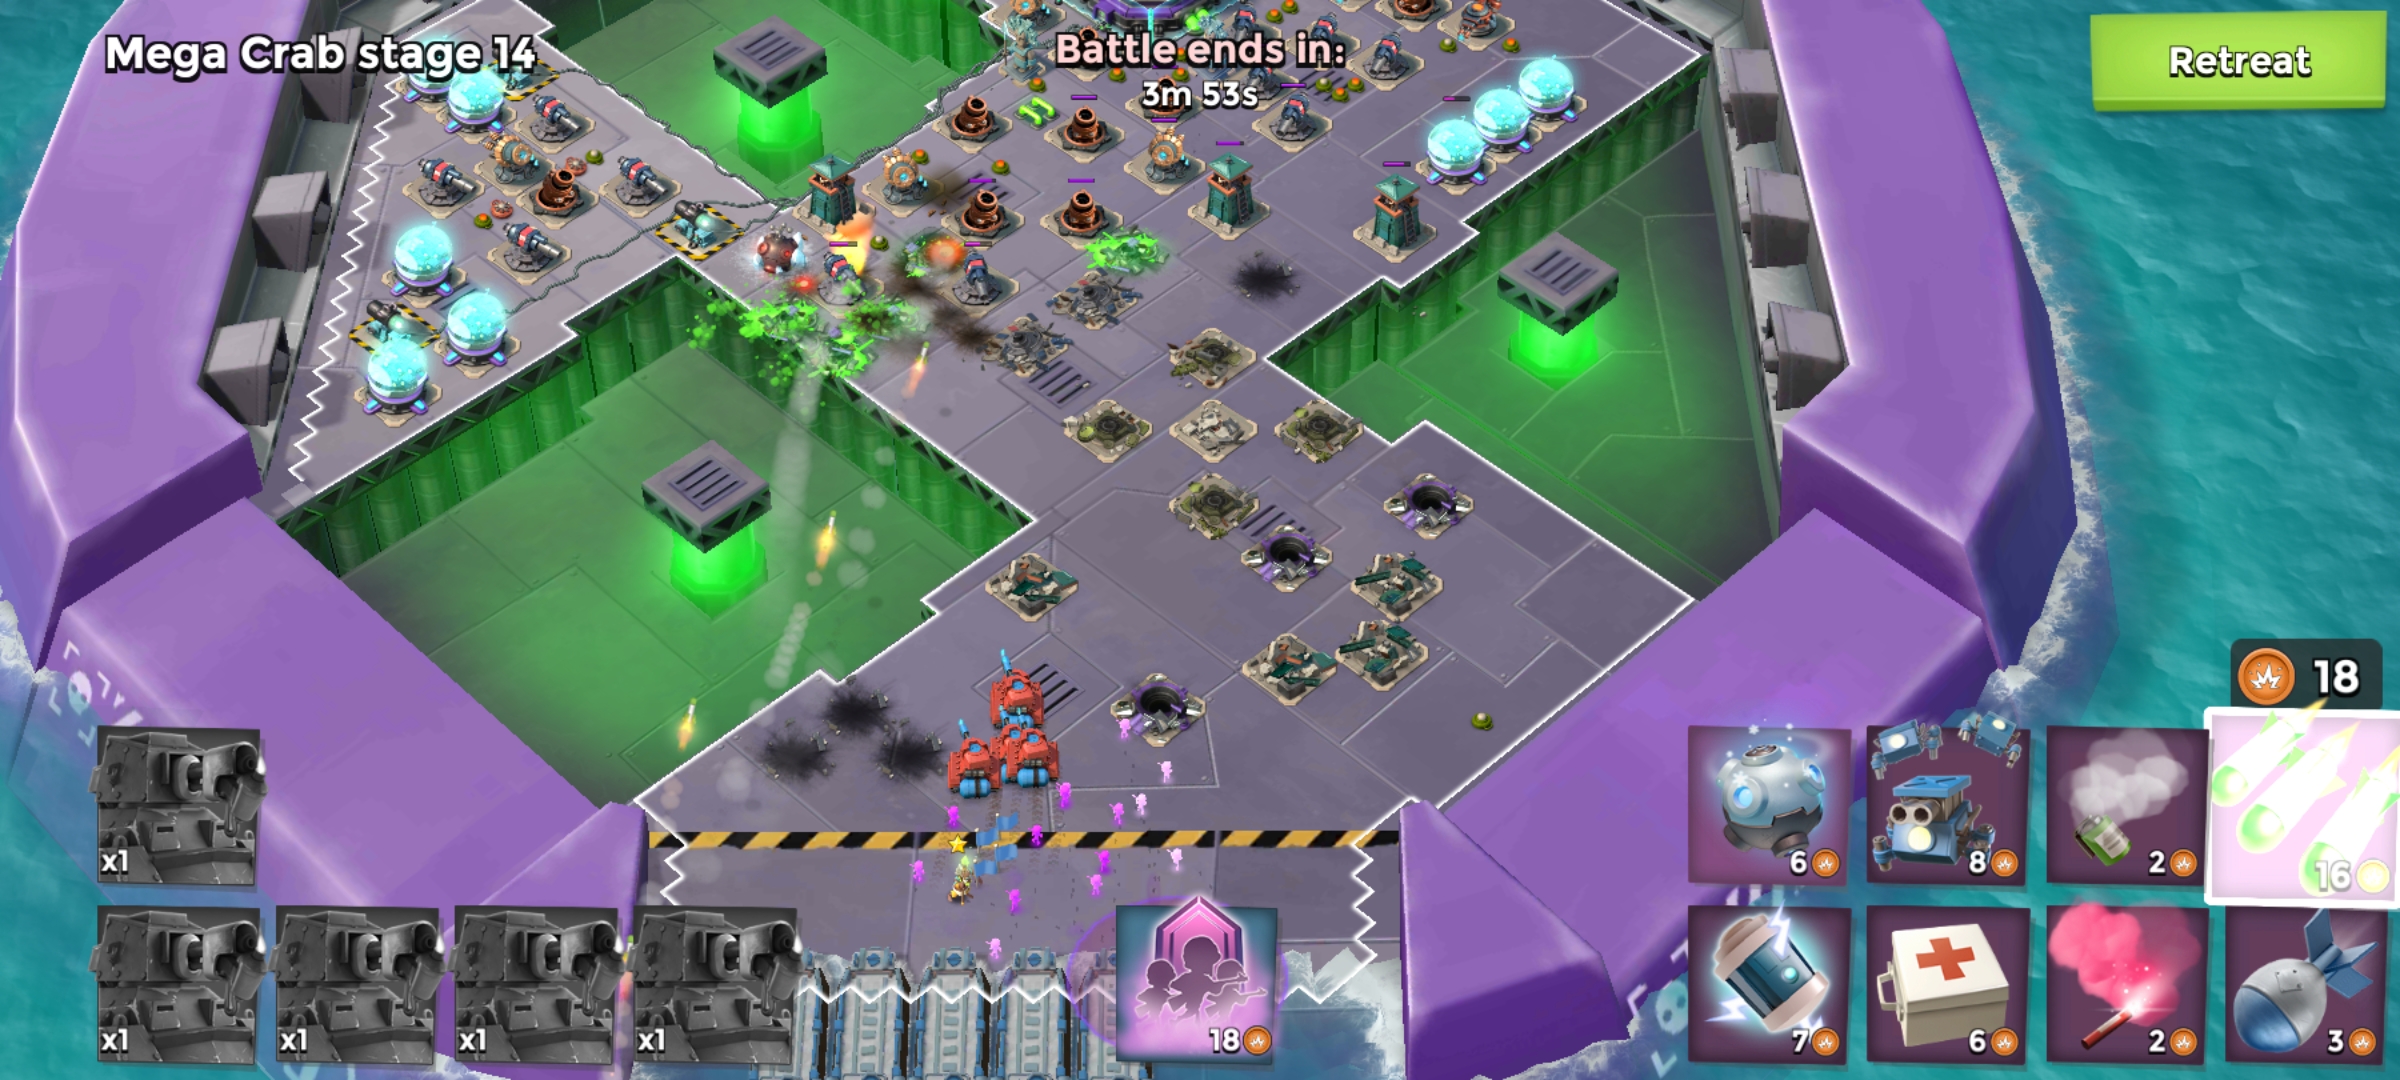 Mega Crab stage 14
Battle ends in:
3m 53s
Retreat
18
6
8
2
16
7
6
2
3
x1
x1
x1
x1
x1
18